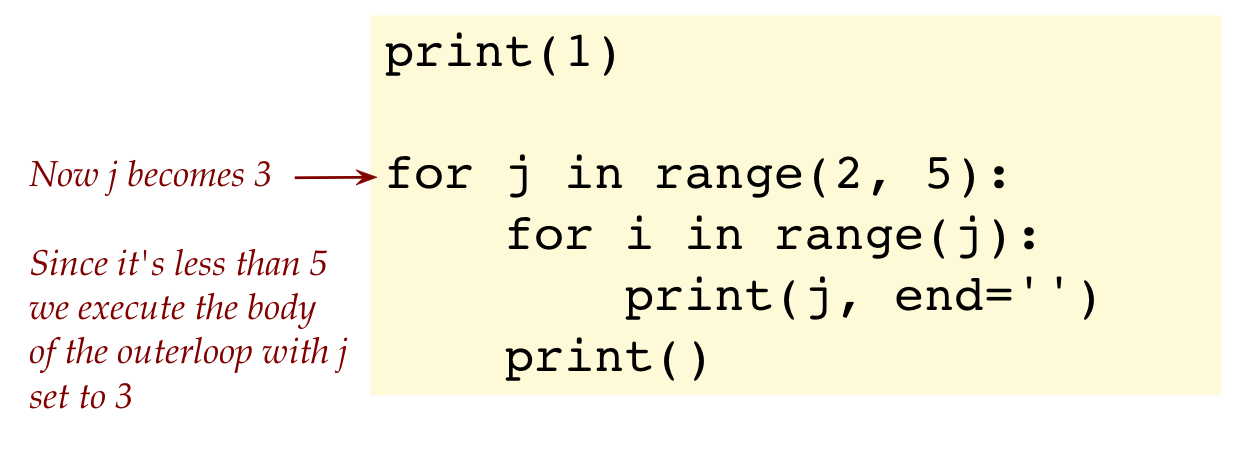 print(1)
Now j becomes 3
for j in range(2, 5):
for i in range(j):
print(j, end='')
print()
Since it's less than 5
we execute the body
of the outerloop with j
set to 3